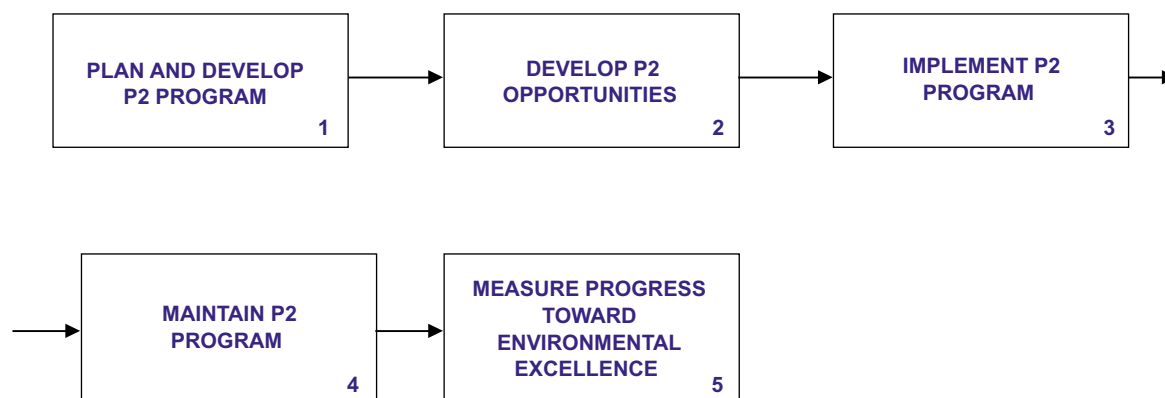 PLAN AND DEVELOP
P2 PROGRAM
1
DEVELOP P2
OPPORTUNITIES
2
IMPLEMENT P2
PROGRAM
3
MAINTAIN P2
PROGRAM
4
MEASURE PROGRESS
TOWARD
ENVIRONMENTAL
EXCELLENCE
5